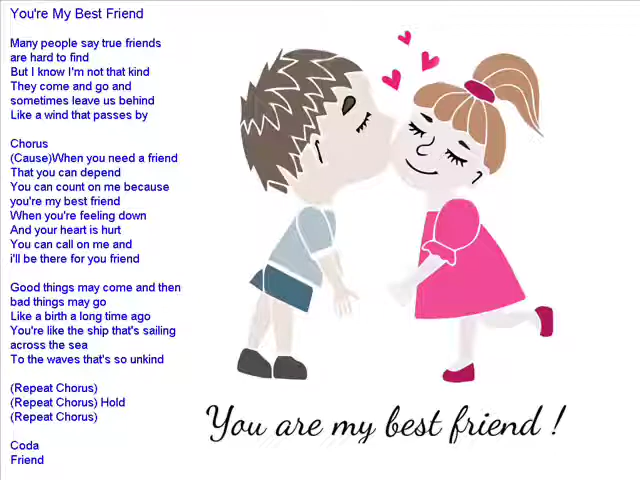 You're My Best Friend
Many people say true friends
are hard to find
But I know I'm not that kind
They come and go and
sometimes leave us behind
Like a wind that passes by
Chorus
(Cause)When you need a friend
That you can depend
You can count on me because
you're my best friend
When you're feeling down
And your heart is hurt
You can call on me and
i'll be there for you friend
Good things may come and then
bad things may go
Like a birth a long time ago
You're like the ship that's sailing
across the sea
To the waves that's so unkind
(Repeat Chorus)
(Repeat Chorus) Hold
(Repeat Chorus)
Coda
Friend
You are my best friend !